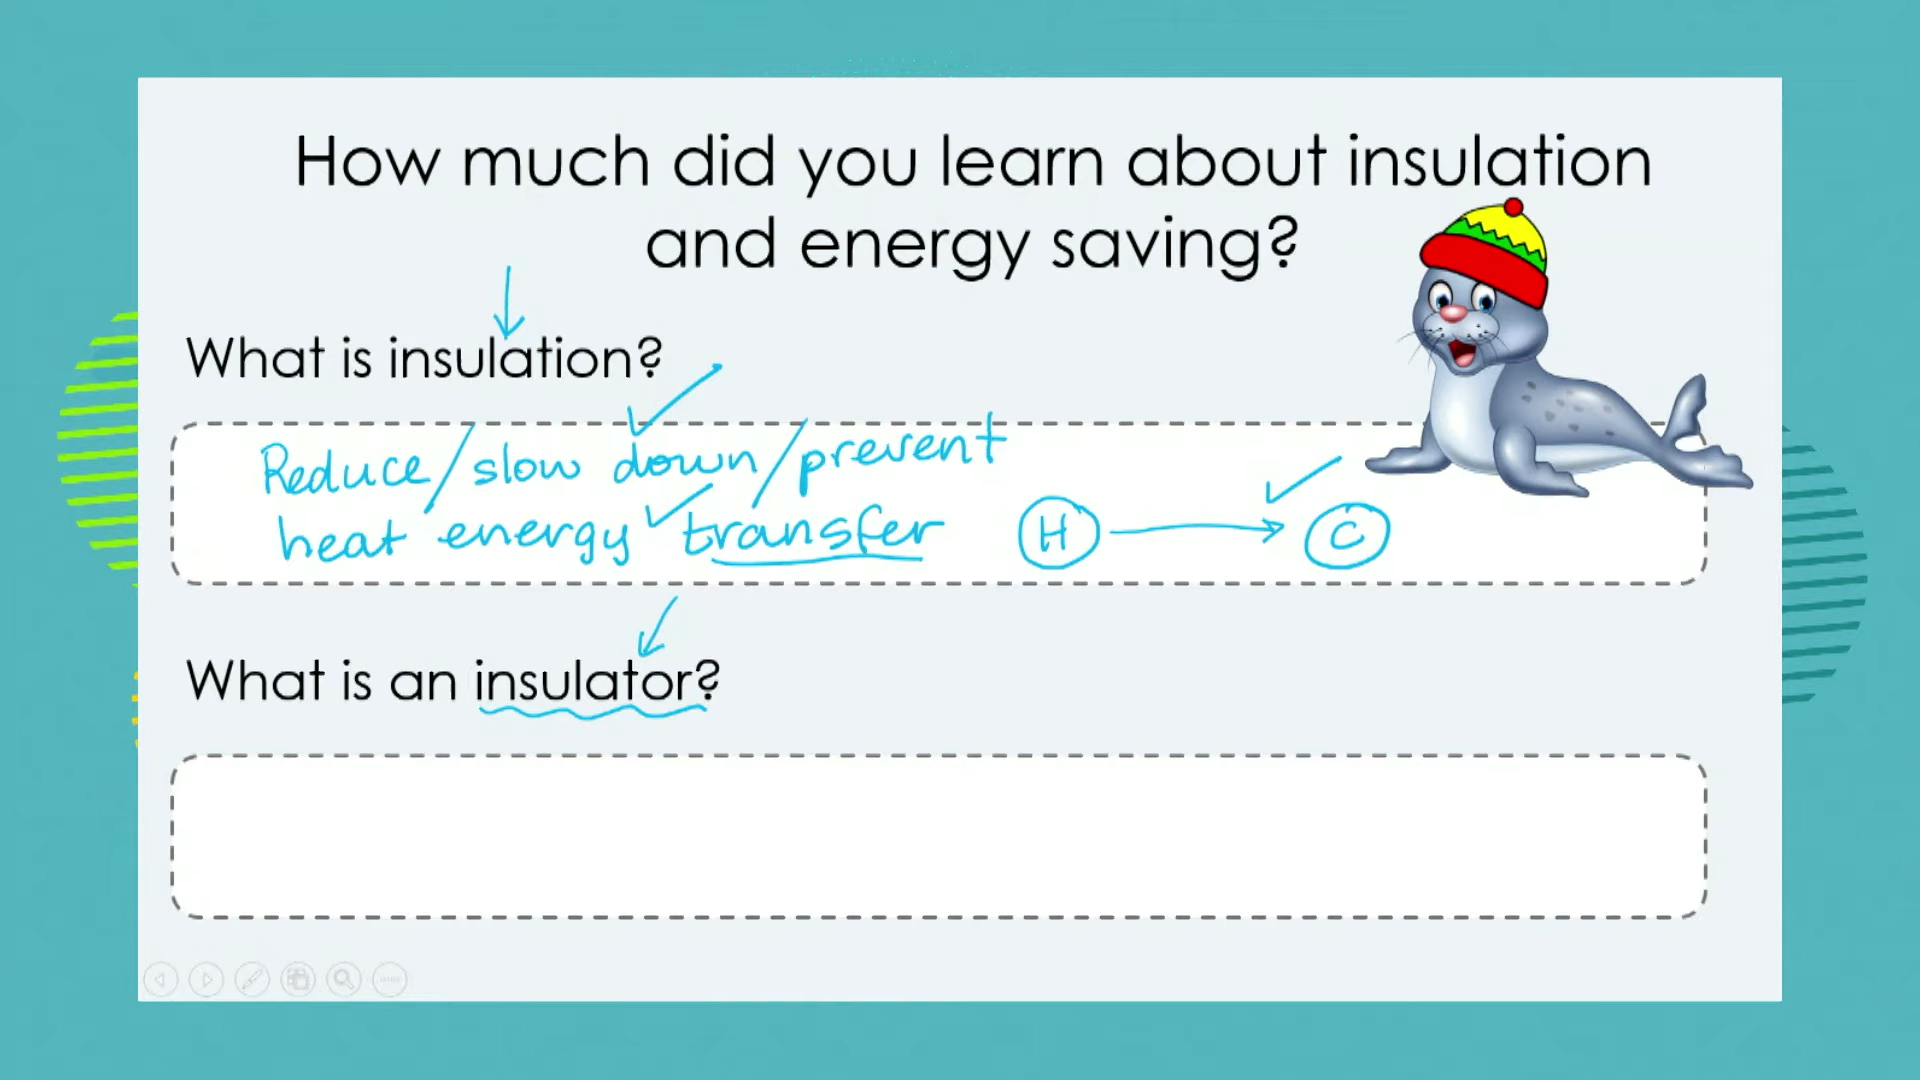 How much did you learn about insulation
and energy saving?
What is insulation?
Reduce/slow down/prevent
heat energy transfer H → C
What is an insulator?